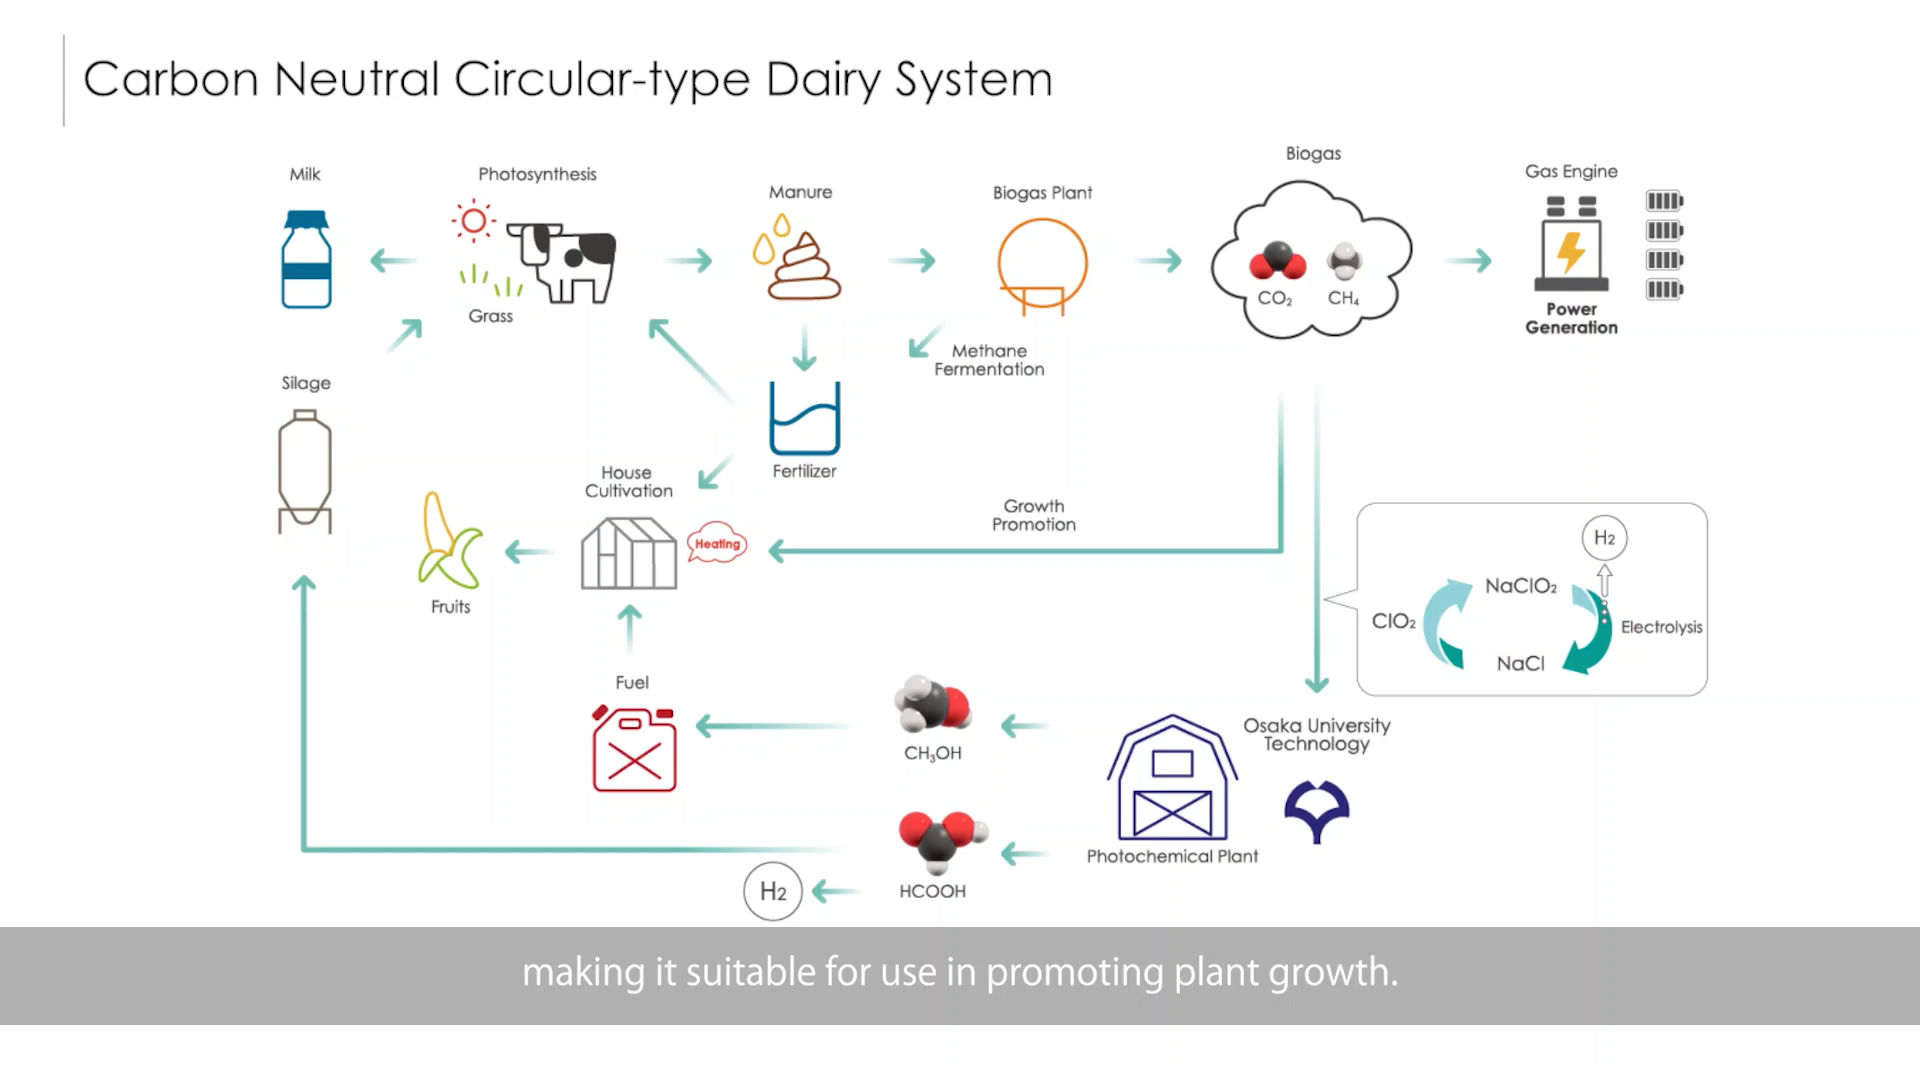 Carbon Neutral Circular-type Dairy System
Milk
Photosynthesis
Grass
Manure
Biogas Plant
Biogas
CO₂
CH₄
Gas Engine
Power
Generation
Methane
Fermentation
Silage
Fertilizer
House
Cultivation
Heating
Growth
Promotion
Fruits
H₂
NaClO₂
ClO₂
Electrolysis
NaCl
Fuel
CH₃OH
Osaka University
Technology
Photochemical Plant
HCOOH
H₂
making it suitable for use in promoting plant growth.